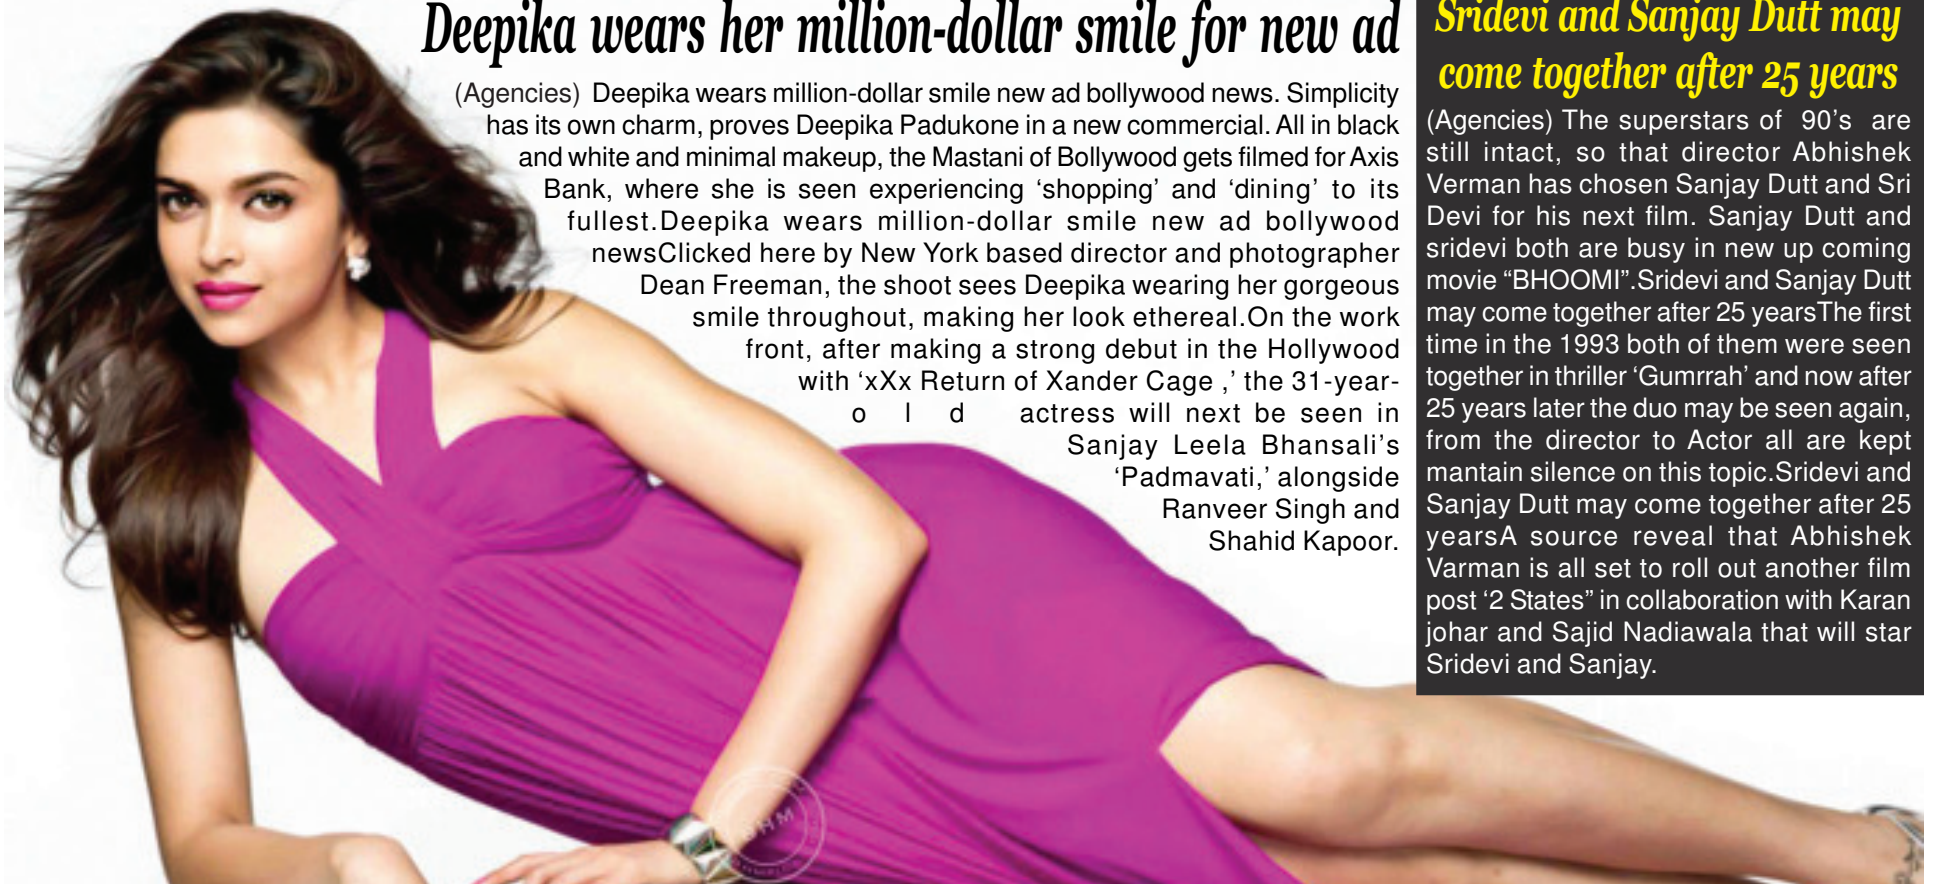 Deepika wears her million-dollar smile for new ad
(Agencies) Deepika wears million-dollar smile new ad bollywood news. Simplicity
has its own charm, proves Deepika Padukone in a new commercial. All in black
and white and minimal makeup, the Mastani of Bollywood gets filmed for Axis
Bank, where she is seen experiencing ‘shopping’ and ‘dining’ to its
fullest.Deepika wears million-dollar smile new ad bollywood
newsClicked here by New York based director and photographer
Dean Freeman, the shoot sees Deepika wearing her gorgeous
smile throughout, making her look ethereal.On the work
front, after making a strong debut in the Hollywood
with ‘xXx Return of Xander Cage ,’ the 31-year-
o l d actress will next be seen in
Sanjay Leela Bhansali’s
‘Padmavati,’ alongside
Ranveer Singh and
Shahid Kapoor.
Sridevi and Sanjay Dutt may
come together after 25 years
(Agencies) The superstars of 90’s are
still intact, so that director Abhishek
Verman has chosen Sanjay Dutt and Sri
Devi for his next film. Sanjay Dutt and
sridevi both are busy in new up coming
movie “BHOOMI”.Sridevi and Sanjay Dutt
may come together after 25 yearsThe first
time in the 1993 both of them were seen
together in thriller ‘Gumrrah’ and now after
25 years later the duo may be seen again,
from the director to Actor all are kept
mantain silence on this topic.Sridevi and
Sanjay Dutt may come together after 25
yearsA source reveal that Abhishek
Varman is all set to roll out another film
post ‘2 States” in collaboration with Karan
johar and Sajid Nadiawala that will star
Sridevi and Sanjay.